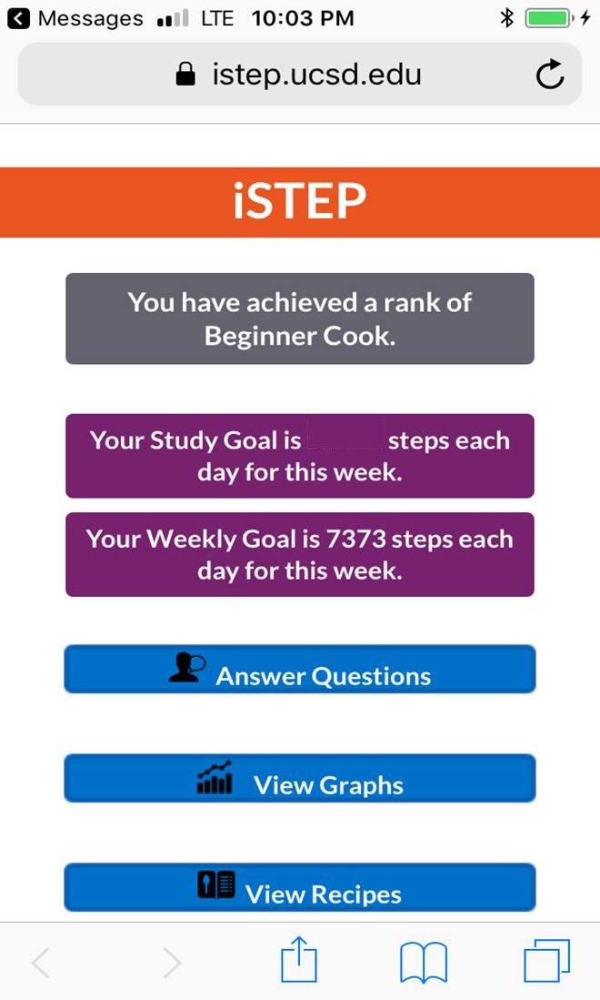 Messages LTE 10:03 PM
istep.ucsd.edu
iSTEP
You have achieved a rank of
Beginner Cook.
Your Study Goal is steps each
day for this week.
Your Weekly Goal is 7373 steps each
day for this week.
Answer Questions
View Graphs
View Recipes